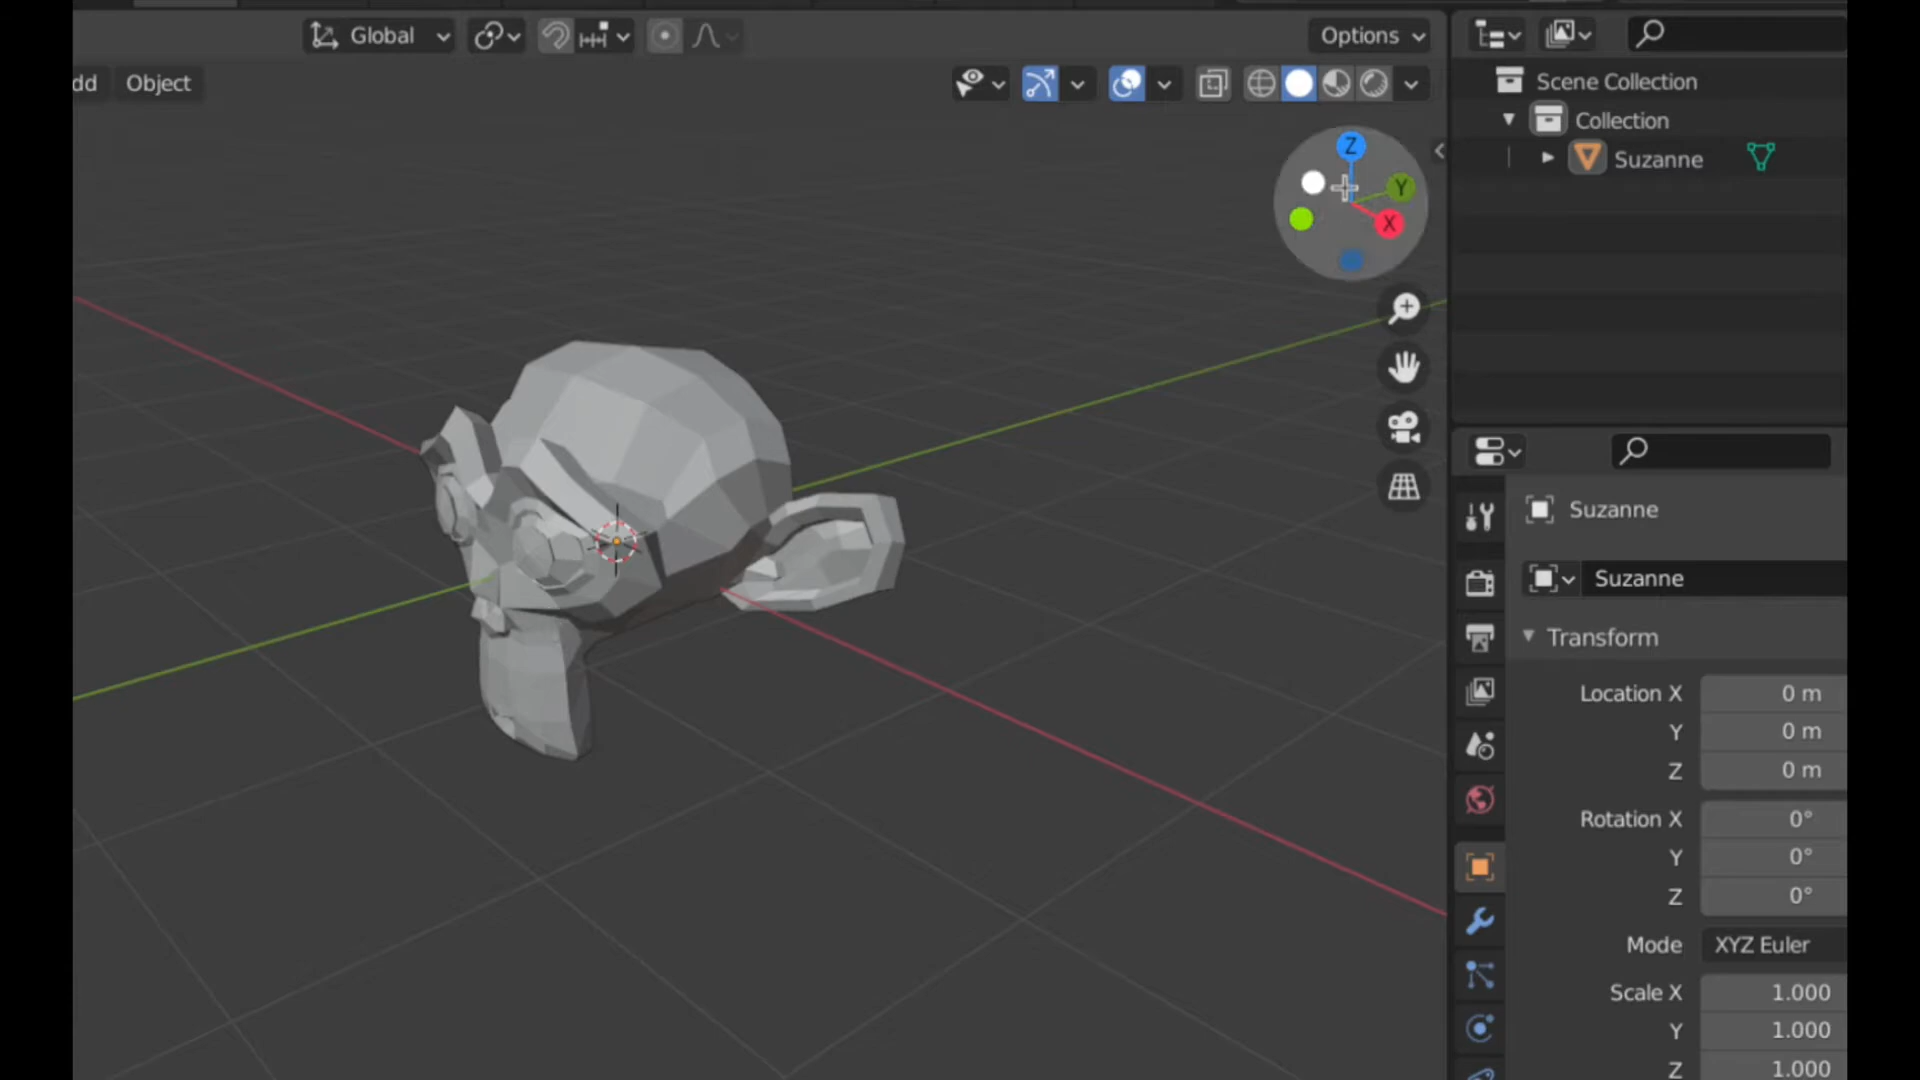 Global
Options
dd Object
Z
Y
X
Scene Collection
Collection
Suzanne
Suzanne
Suzanne
Transform
Location X 0 m
Y 0 m
Z 0 m
Rotation X 0°
Y 0°
Z 0°
Mode XYZ Euler
Scale X 1.000
Y 1.000
Z 1.000